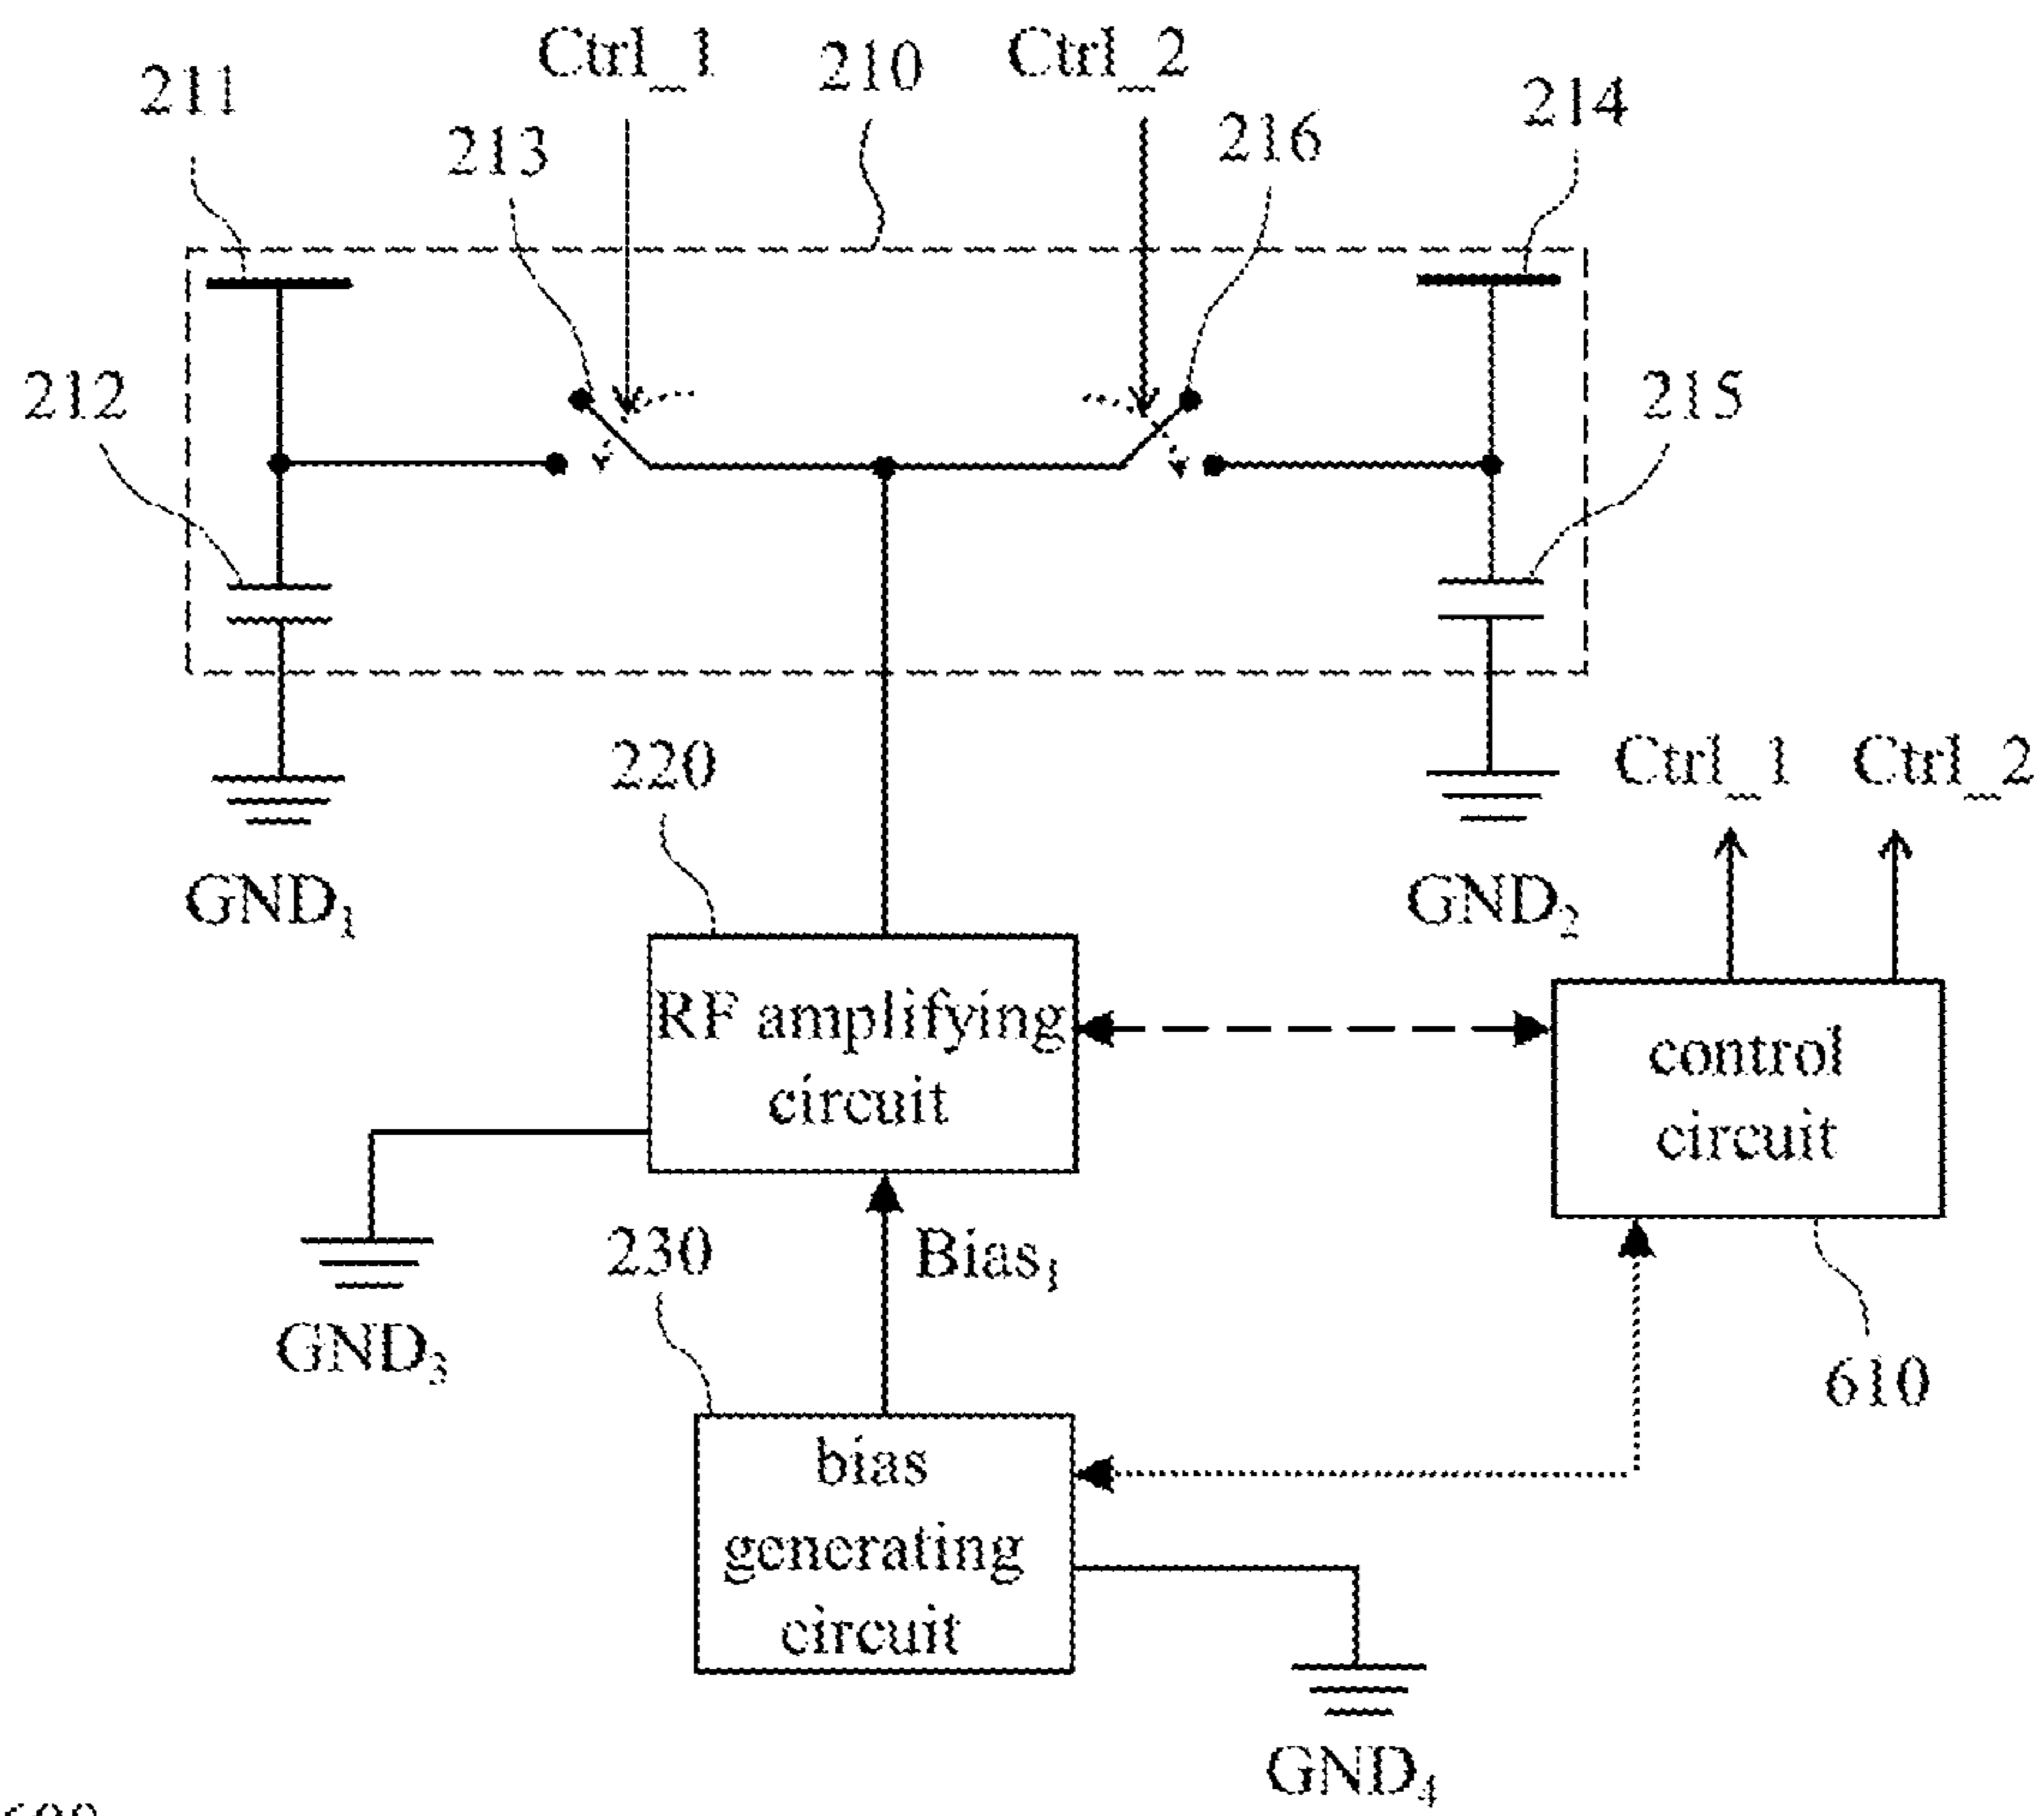 Ctrl_1
210
Ctrl_2
211
213
216
214
212
215
220
Ctrl_1
Ctrl_2
GND1
GND2
RF amplifying
circuit
control
circuit
230
Bias1
GND3
610
bias
generating
circuit
GND4